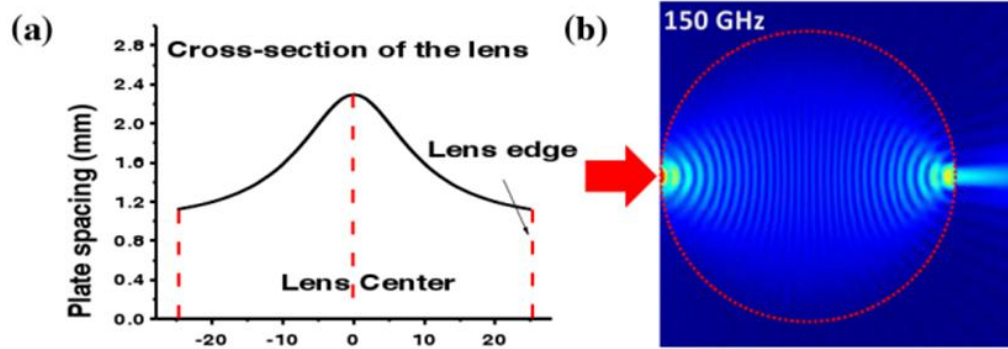 (a)
Cross-section of the lens
Lens edge
Lens Center
Plate spacing (mm)
2.8
2.4
2.0
1.6
1.2
0.8
0.4
0.0
-20 -10 0 10 20
(b)
150 GHz